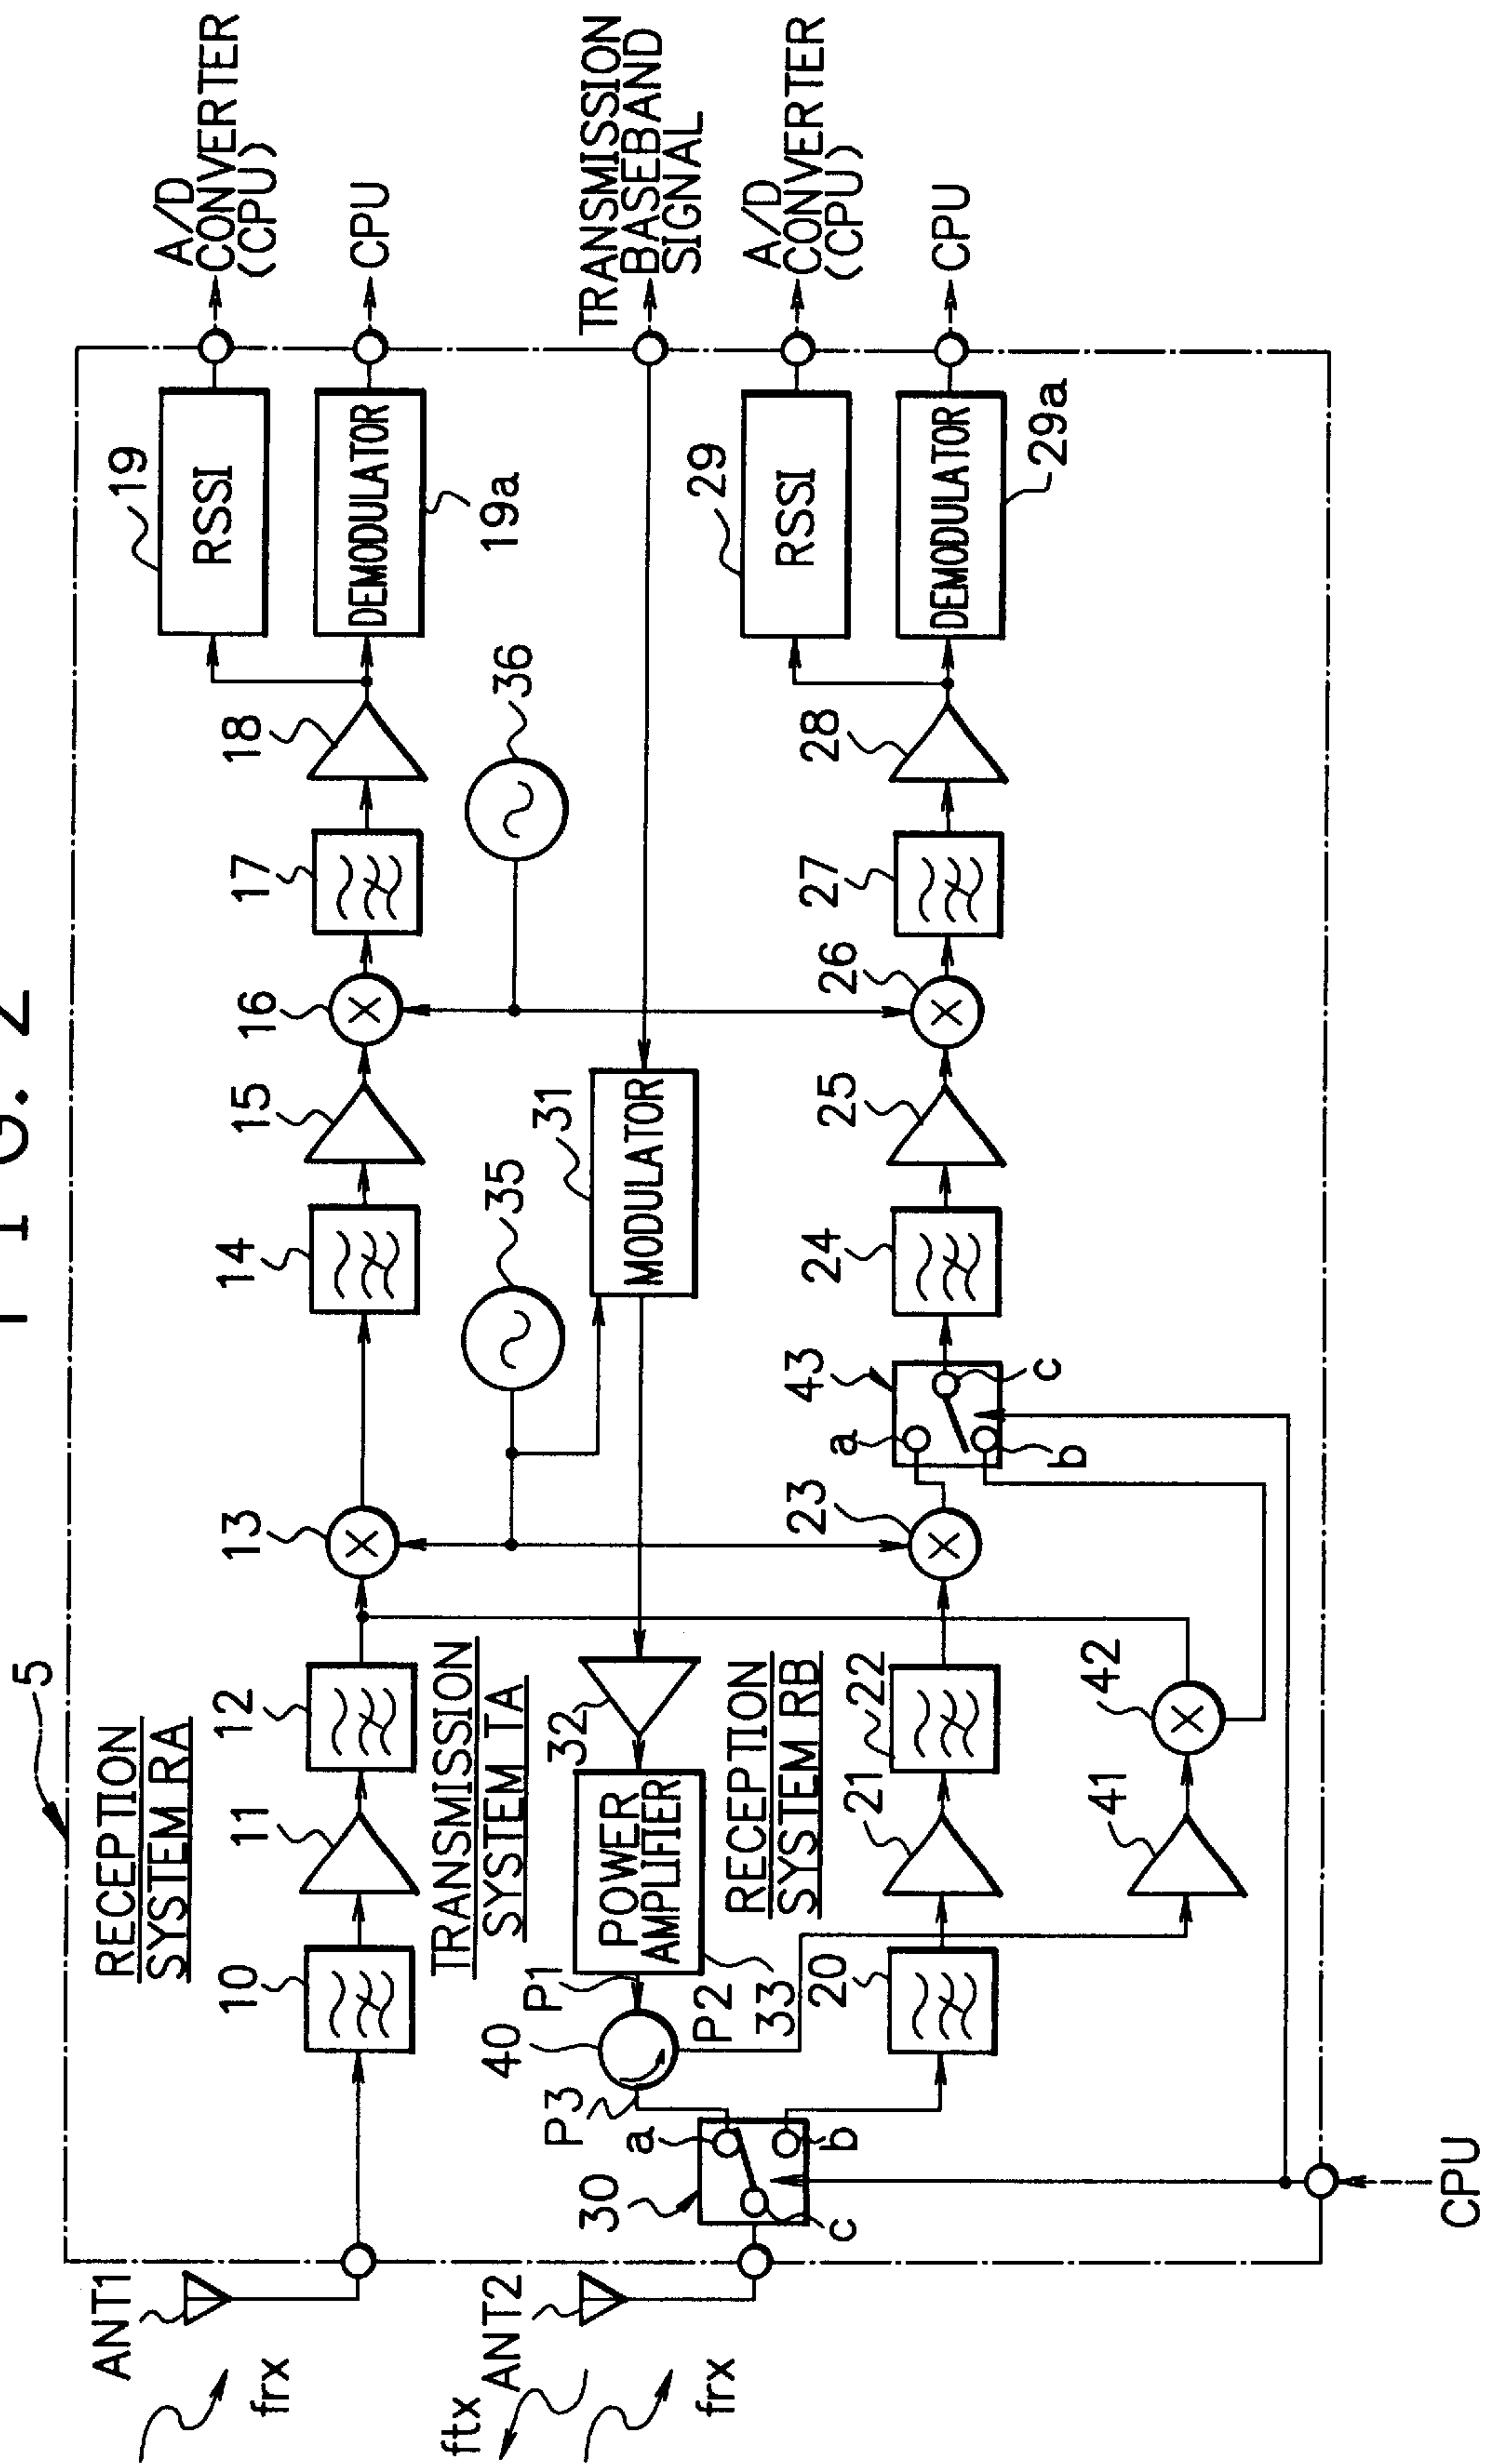 FIG. 2
5
RECEPTION
SYSTEM RA
ANT1
frx
10
11
12
13
14
15
16
17
18
19
RSSI
A/D
CONVERTER
(CPU)
DEMODULATOR
19a
CPU
TRANSMISSION
SYSTEM TA
35
36
ftx
ANT2
frx
30
a
b
c
P3
40
P1
P2
POWER
AMPLIFIER
33
32
MODULATOR
31
TRANSMISSION
BASEBAND
SIGNAL
RECEPTION
SYSTEM RB
20
21
22
23
43
a
b
c
24
25
26
27
28
29
RSSI
A/D
CONVERTER
(CPU)
DEMODULATOR
29a
CPU
41
42
CPU